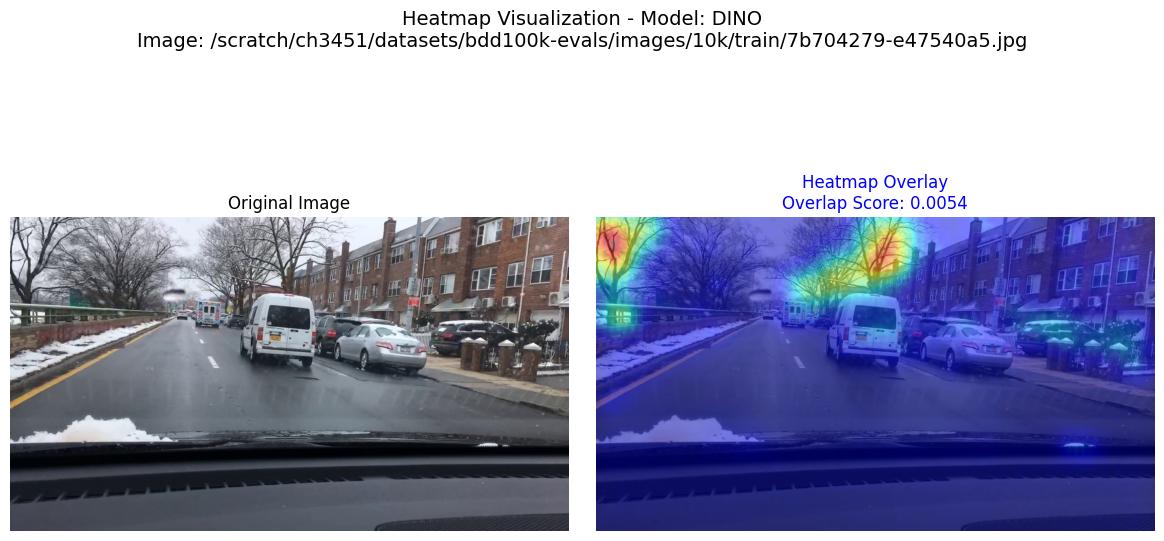 Heatmap Visualization - Model: DINO
Image: /scratch/ch3451/datasets/bdd100k-evals/images/10k/train/7b704279-e47540a5.jpg
Original Image
Heatmap Overlay
Overlap Score: 0.0054